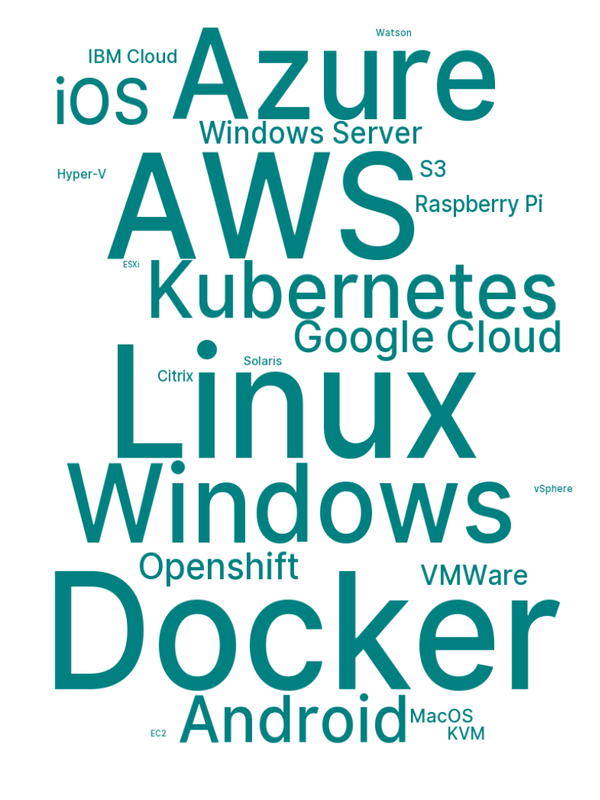 Watson
IBM Cloud
Azure
iOS
Windows Server
AWS
S3
Hyper-V
Raspberry Pi
ESXi
Kubernetes
Google Cloud
Linux
Solaris
Citrix
Windows
vSphere
Openshift
VMWare
Docker
Android
MacOS
EC2
KVM